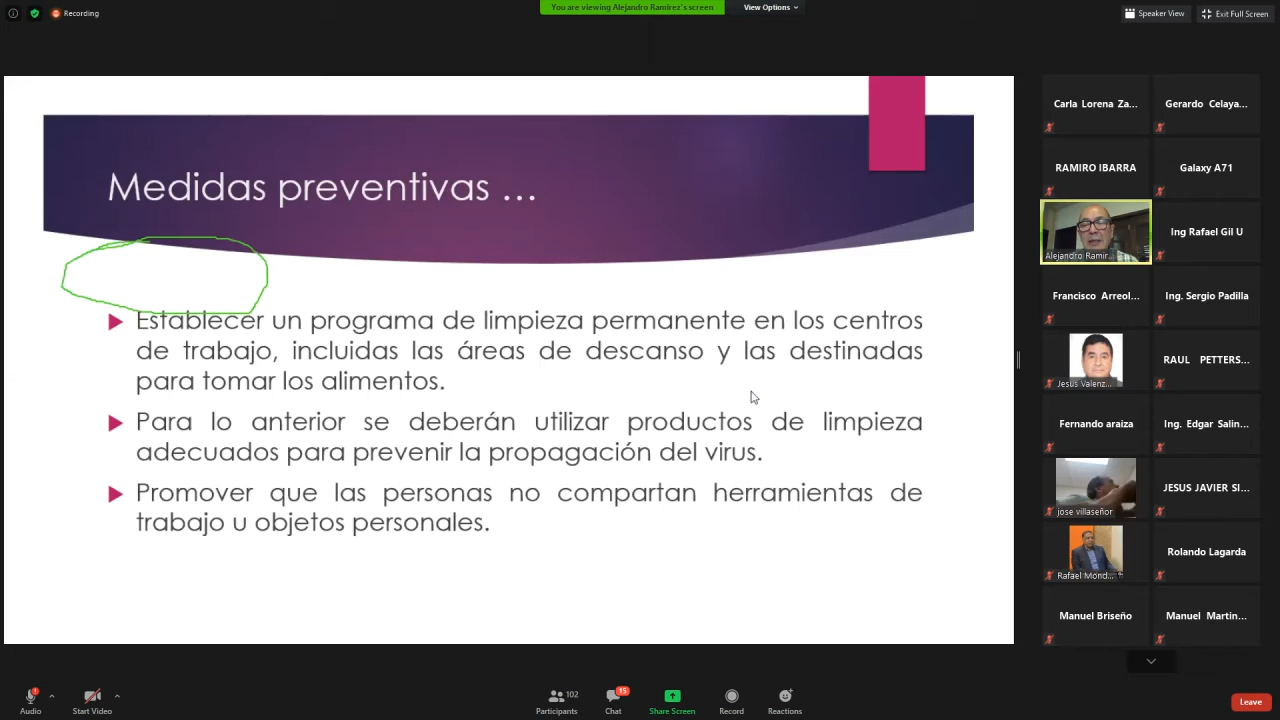 Recording
You are viewing Alejandro Ramirez's screen
View Options
Speaker View
Exit Full Screen
Medidas preventivas ...
Establecer un programa de limpieza permanente en los centros
de trabajo, incluidas las áreas de descanso y las destinadas
para tomar los alimentos.
Para lo anterior se deberán utilizar productos de limpieza
adecuados para prevenir la propagación del virus.
Promover que las personas no compartan herramientas de
trabajo u objetos personales.
Carla Lorena Za...
Gerardo Celaya...
RAMIRO IBARRA
Galaxy A71
Alejandro Ramir...
Ing Rafael Gil U
Francisco Arreol...
Ing. Sergio Padilla
Jesus Valenz...
RAUL PETTERS...
Fernando araiza
Ing. Edgar Salin...
jose villaseñor
JESUS JAVIER SI...
Rafael Mond...
Rolando Lagarda
Manuel Briseño
Manuel Martin...
Audio
Start Video
102
Participants
15
Chat
Share Screen
Record
Reactions
Leave